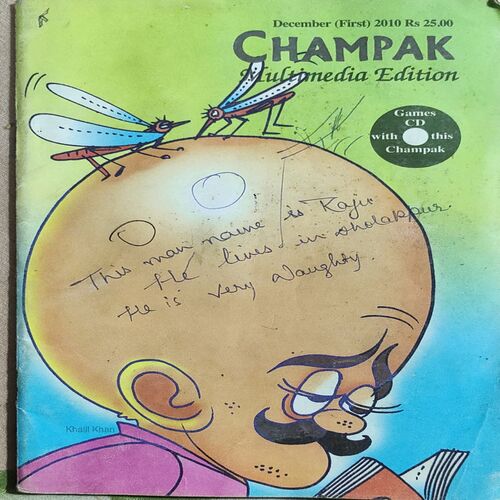 December (First) 2010 Rs 25.00
CHAMPAK
Multimedia Edition
Games
CD
with this
Champak
This man name is Raju
He lives in dholakpur
He is very Naughty.
Khalil Khan